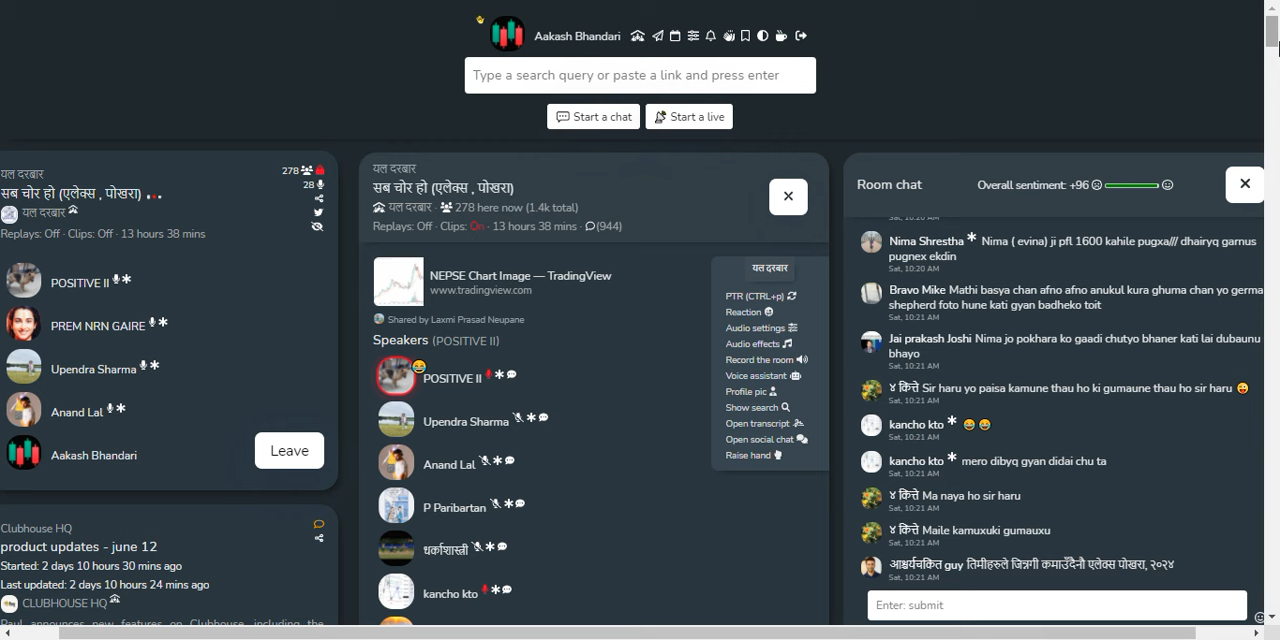 Aakash Bhandari
Type a search query or paste a link and press enter
Start a chat
Start a live
यल दरबार
278
सब चोर हो (एलेक्स , पोखरा)
28
यल दरबार
Replays: Off · Clips: Off · 13 hours 38 mins
POSITIVE II
PREM NRN GAIRE
Upendra Sharma
Anand Lal
Aakash Bhandari
Leave
Clubhouse HQ
product updates - june 12
Started: 2 days 10 hours 30 mins ago
Last updated: 2 days 10 hours 24 mins ago
CLUBHOUSE HQ
Paul announces new features on Clubhouse, including the
यल दरबार
सब चोर हो (एलेक्स , पोखरा)
यल दरबार · 278 here now (1.4k total)
Replays: Off · Clips: On · 13 hours 38 mins · (944)
NEPSE Chart Image — TradingView
www.tradingview.com
Shared by Laxmi Prasad Neupane
Speakers (POSITIVE II)
POSITIVE II
Upendra Sharma
Anand Lal
P Paribartan
धर्काशास्त्री
kancho kto
यल दरबार
PTR (CTRL+p)
Reaction
Audio settings
Audio effects
Record the room
Voice assistant
Profile pic
Show search
Open transcript
Open social chat
Raise hand
Room chat
Overall sentiment: +96
Sat, 10:20 AM
Nima Shrestha * Nima ( evina) ji pfl 1600 kahile pugxa/// dhairyq garnus
pugnex ekdin
Sat, 10:20 AM
Bravo Mike Mathi basya chan afno afno anukul kura ghuma chan yo germa
shepherd foto hune kati gyan badheko toit
Sat, 10:21 AM
Jai prakash Joshi Nima jo pokhara ko gaadi chutyo bhaner kati lai dubaunu
bhayo
Sat, 10:21 AM
४ कित्ते Sir haru yo paisa kamune thau ho ki gumaune thau ho sir haru 😜
Sat, 10:21 AM
kancho kto * 😂 😂
Sat, 10:21 AM
kancho kto * mero dibyq gyan didai chu ta
Sat, 10:21 AM
४ कित्ते Ma naya ho sir haru
Sat, 10:21 AM
४ कित्ते Maile kamuxuki gumauxu
Sat, 10:21 AM
आश्चर्यचकित guy तिमीहरुले जिन्नगी कमाउँदैनौ एलेक्स पोखरा, २०२४
Sat, 10:21 AM
Enter: submit